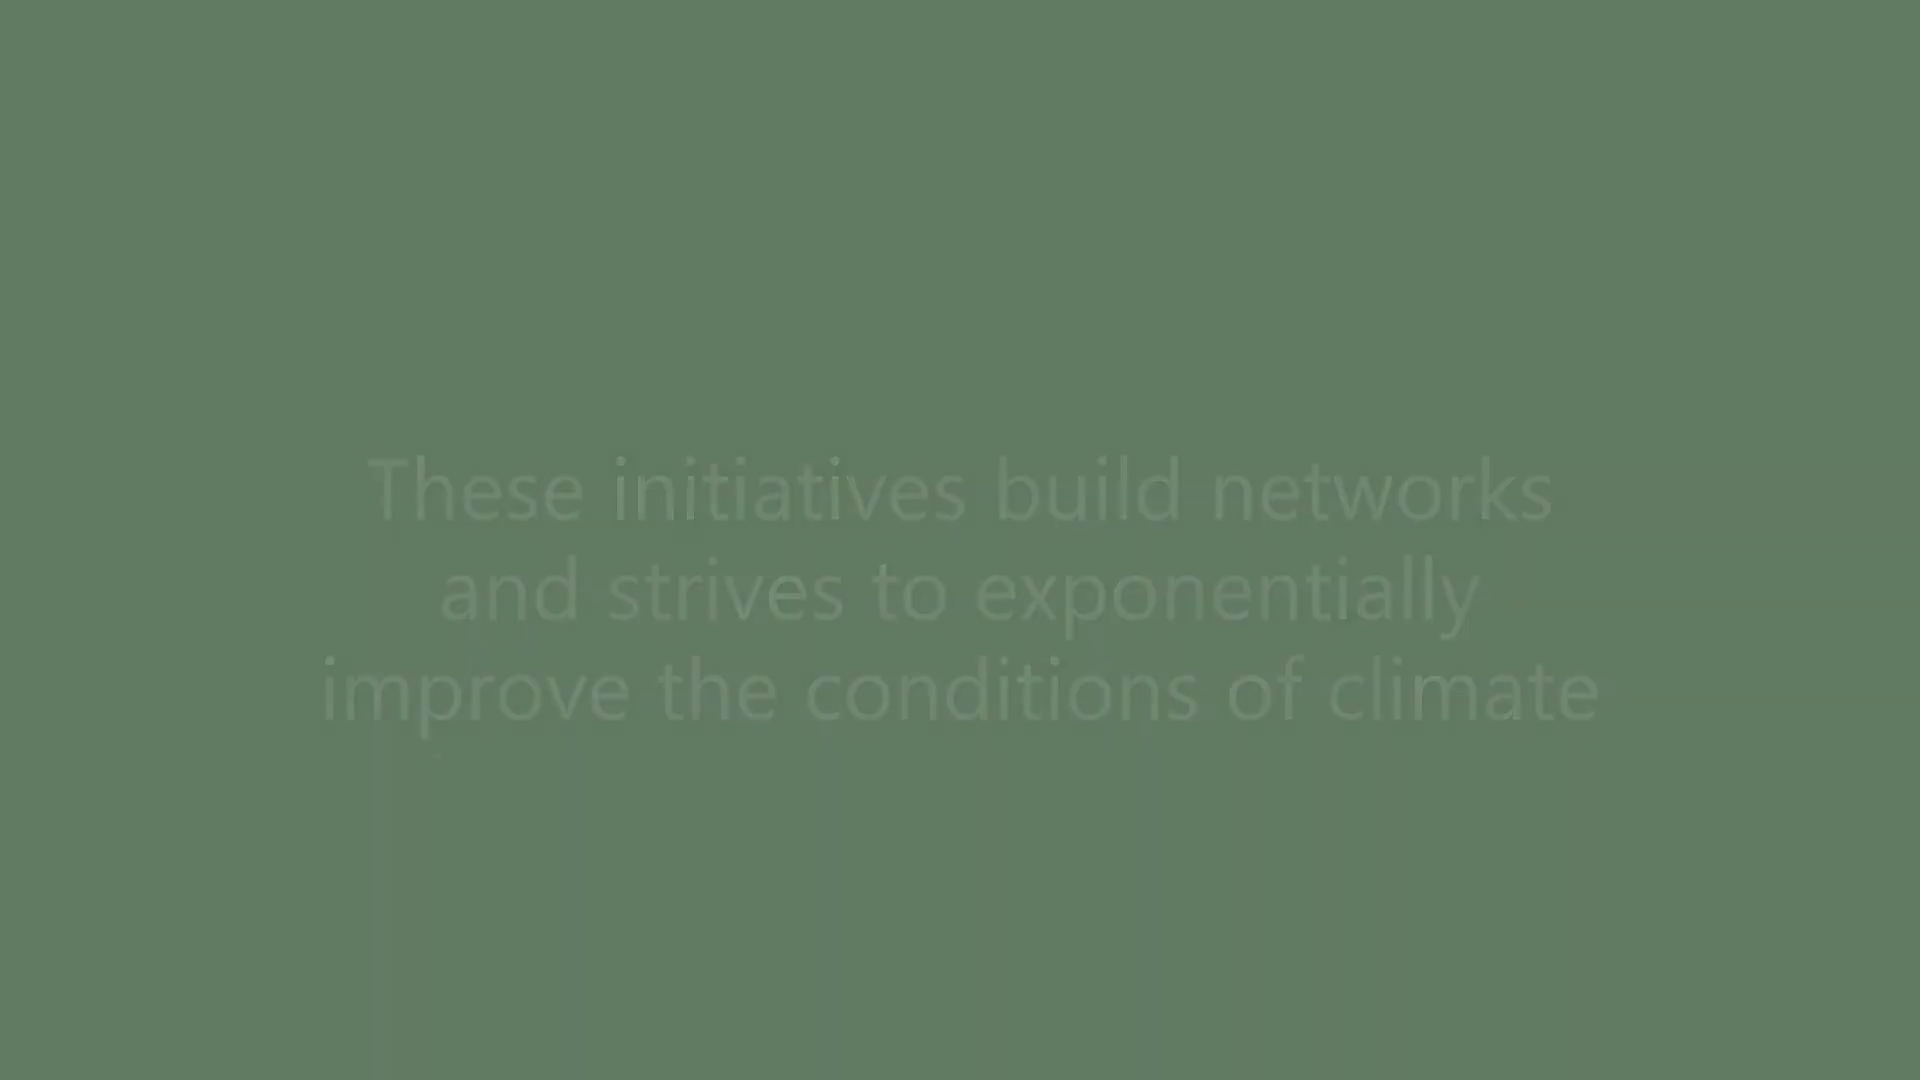 These initiatives build networks
and strives to exponentially
improve the conditions of climate